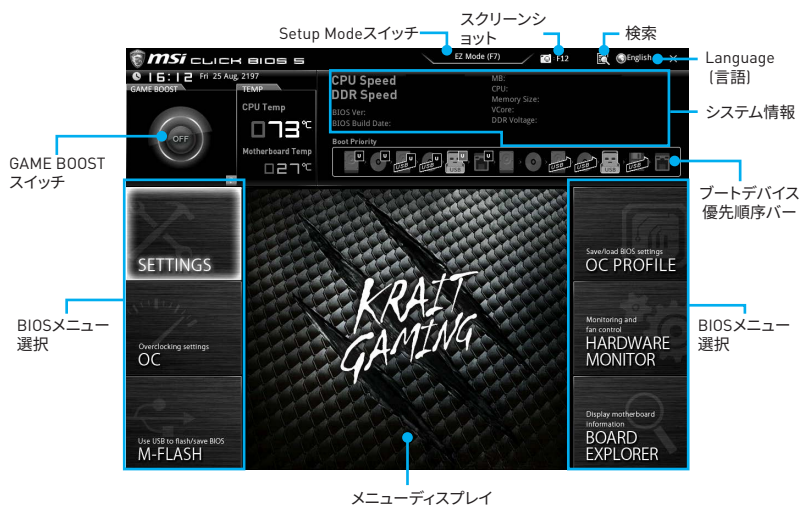 Setup Modeスイッチ
スクリーンシ
ョット
検索
msi CLICK BIOS 5
EZ Mode (F7)
F12
English
×
Language
(言語)
16:12 Fri 25 Aug, 2197
GAME BOOST
OFF
GAME BOOST
スイッチ
TEMP
CPU Temp
73℃
Motherboard Temp
27℃
CPU Speed
DDR Speed
BIOS Ver:
BIOS Build Date:
MB:
CPU:
Memory Size:
VCore:
DDR Voltage:
システム情報
Boot Priority
U U USB U USB U USB U U USB USB USB USB
ブートデバイス
優先順序バー
SETTINGS
Overclocking settings
OC
Use USB to flash/save BIOS
M-FLASH
BIOSメニュー
選択
KRAIT
GAMING
Save/load BIOS settings
OC PROFILE
Monitoring and
fan control
HARDWARE
MONITOR
Display motherboard
information
BOARD
EXPLORER
BIOSメニュー
選択
メニューディスプレイ